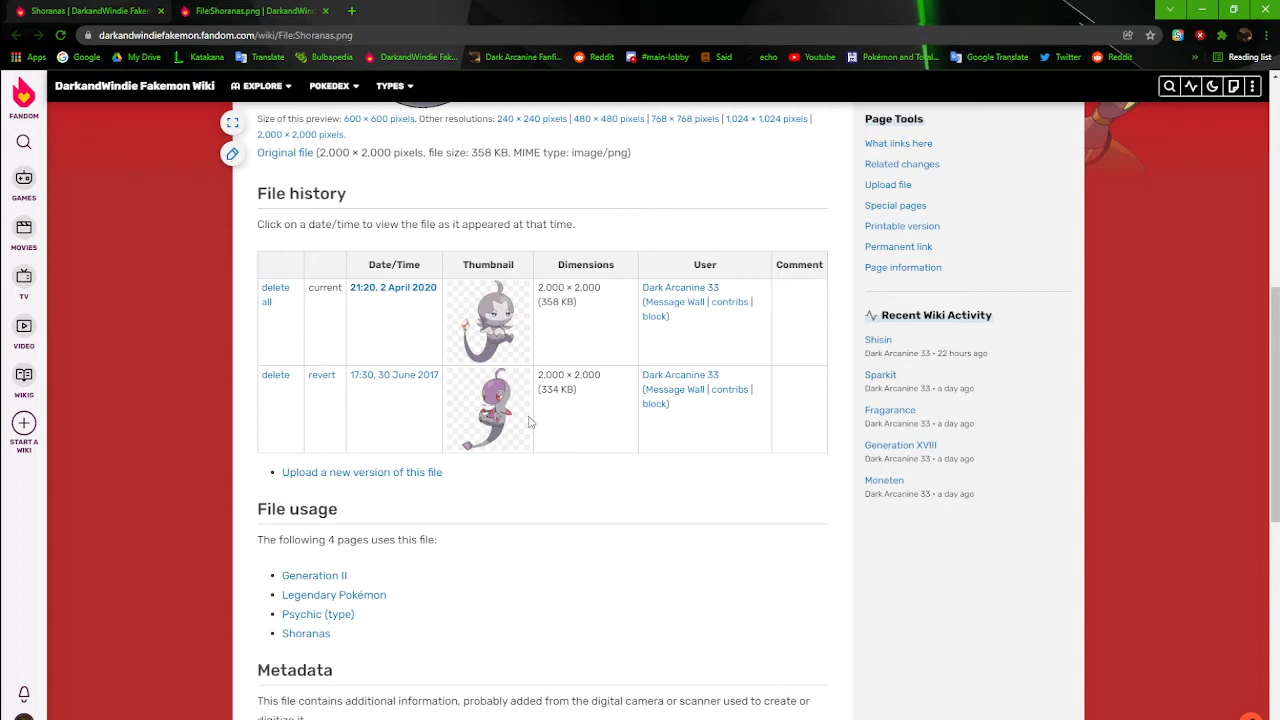 Shoranas | DarkandWindie Faken
FileShoranas.png | DarkandWindi
darkandwindiefakemon.fandom.com/wiki/FileShoranas.png
Apps Google My Drive Katakana Translate Bulbapedia DarkandWindie Fak... Dark Arcanine Fanfi... Reddit #main-lobby Said echo Youtube Pokémon and Total... Google Translate Twitter Reddit » Reading list
DarkandWindie Fakemon Wiki EXPLORE POKEDEX TYPES
FANDOM
GAMES
MOVIES
TV
VIDEO
WIKIS
START A
WIKI
Size of this preview: 600 × 600 pixels. Other resolutions: 240 × 240 pixels | 480 × 480 pixels | 768 × 768 pixels | 1,024 × 1,024 pixels |
2,000 × 2,000 pixels.
Original file (2,000 × 2,000 pixels, file size: 358 KB, MIME type: image/png)
File history
Click on a date/time to view the file as it appeared at that time.
Date/Time Thumbnail Dimensions User Comment
delete current 21:20, 2 April 2020 2,000 × 2,000 Dark Arcanine 33
all (358 KB) (Message Wall | contribs |
block)
delete revert 17:30, 30 June 2017 2,000 × 2,000 Dark Arcanine 33
(334 KB) (Message Wall | contribs |
block)
• Upload a new version of this file
File usage
The following 4 pages uses this file:
• Generation II
• Legendary Pokémon
• Psychic (type)
• Shoranas
Metadata
This file contains additional information, probably added from the digital camera or scanner used to create or
digitize it.
Page Tools
What links here
Related changes
Upload file
Special pages
Printable version
Permanent link
Page information
Recent Wiki Activity
Shisin
Dark Arcanine 33 • 22 hours ago
Sparkit
Dark Arcanine 33 • a day ago
Fragarance
Dark Arcanine 33 • a day ago
Generation XVIII
Dark Arcanine 33 • a day ago
Moneten
Dark Arcanine 33 • a day ago